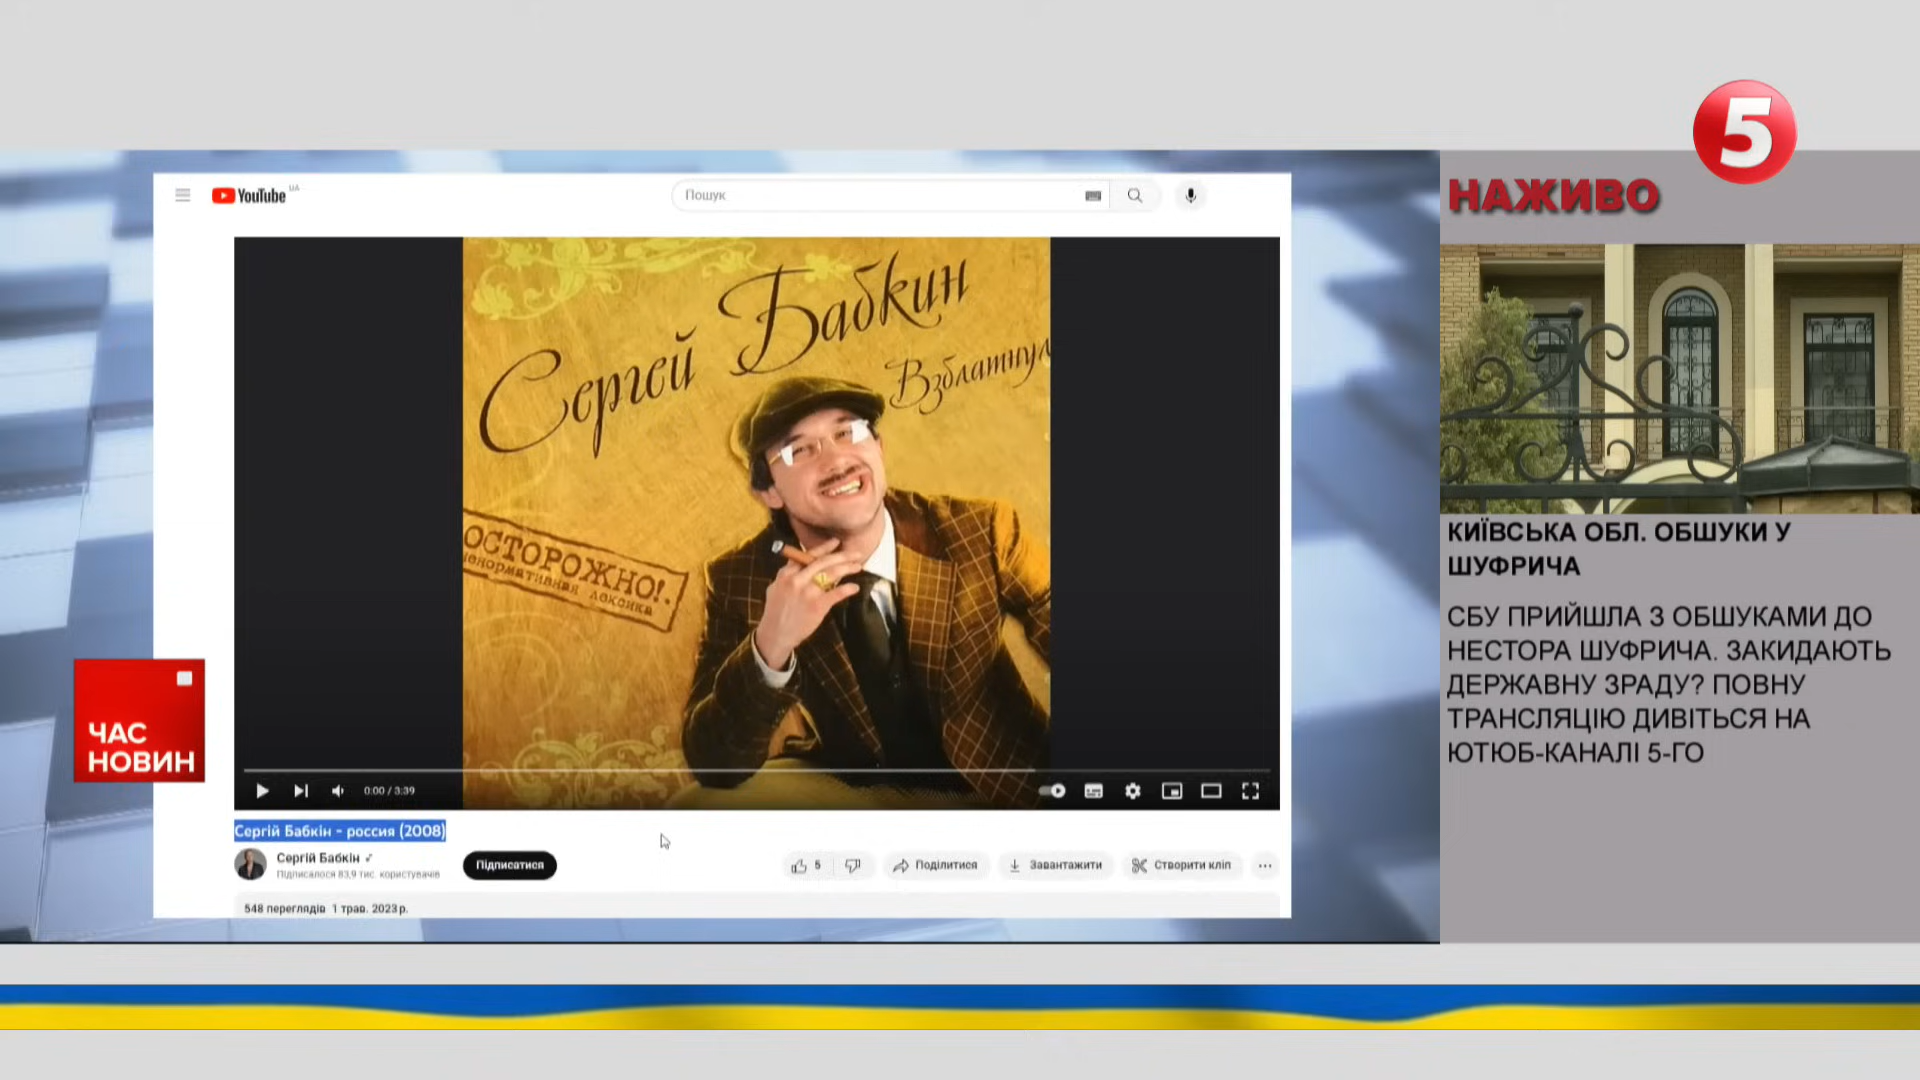 5
YouTube UA
Пошук
НАЖИВО
Сергей Бабкин
Взблатнул
ОСТОРОЖНО!
ненормативная лексика
КИЇВСЬКА ОБЛ. ОБШУКИ У
ШУФРИЧА
СБУ ПРИЙШЛА З ОБШУКАМИ ДО
НЕСТОРА ШУФРИЧА. ЗАКИДАЮТЬ
ДЕРЖАВНУ ЗРАДУ? ПОВНУ
ТРАНСЛЯЦІЮ ДИВІТЬСЯ НА
ЮТЮБ-КАНАЛІ 5-ГО
ЧАС
НОВИН
0:00 / 3:39
Сергій Бабкін - россия (2008)
Сергій Бабкін
Підписалося 83,9 тис. користувачів
Підписатися
5
Поділитися
Завантажити
Створити кліп
548 переглядів 1 трав. 2023 р.